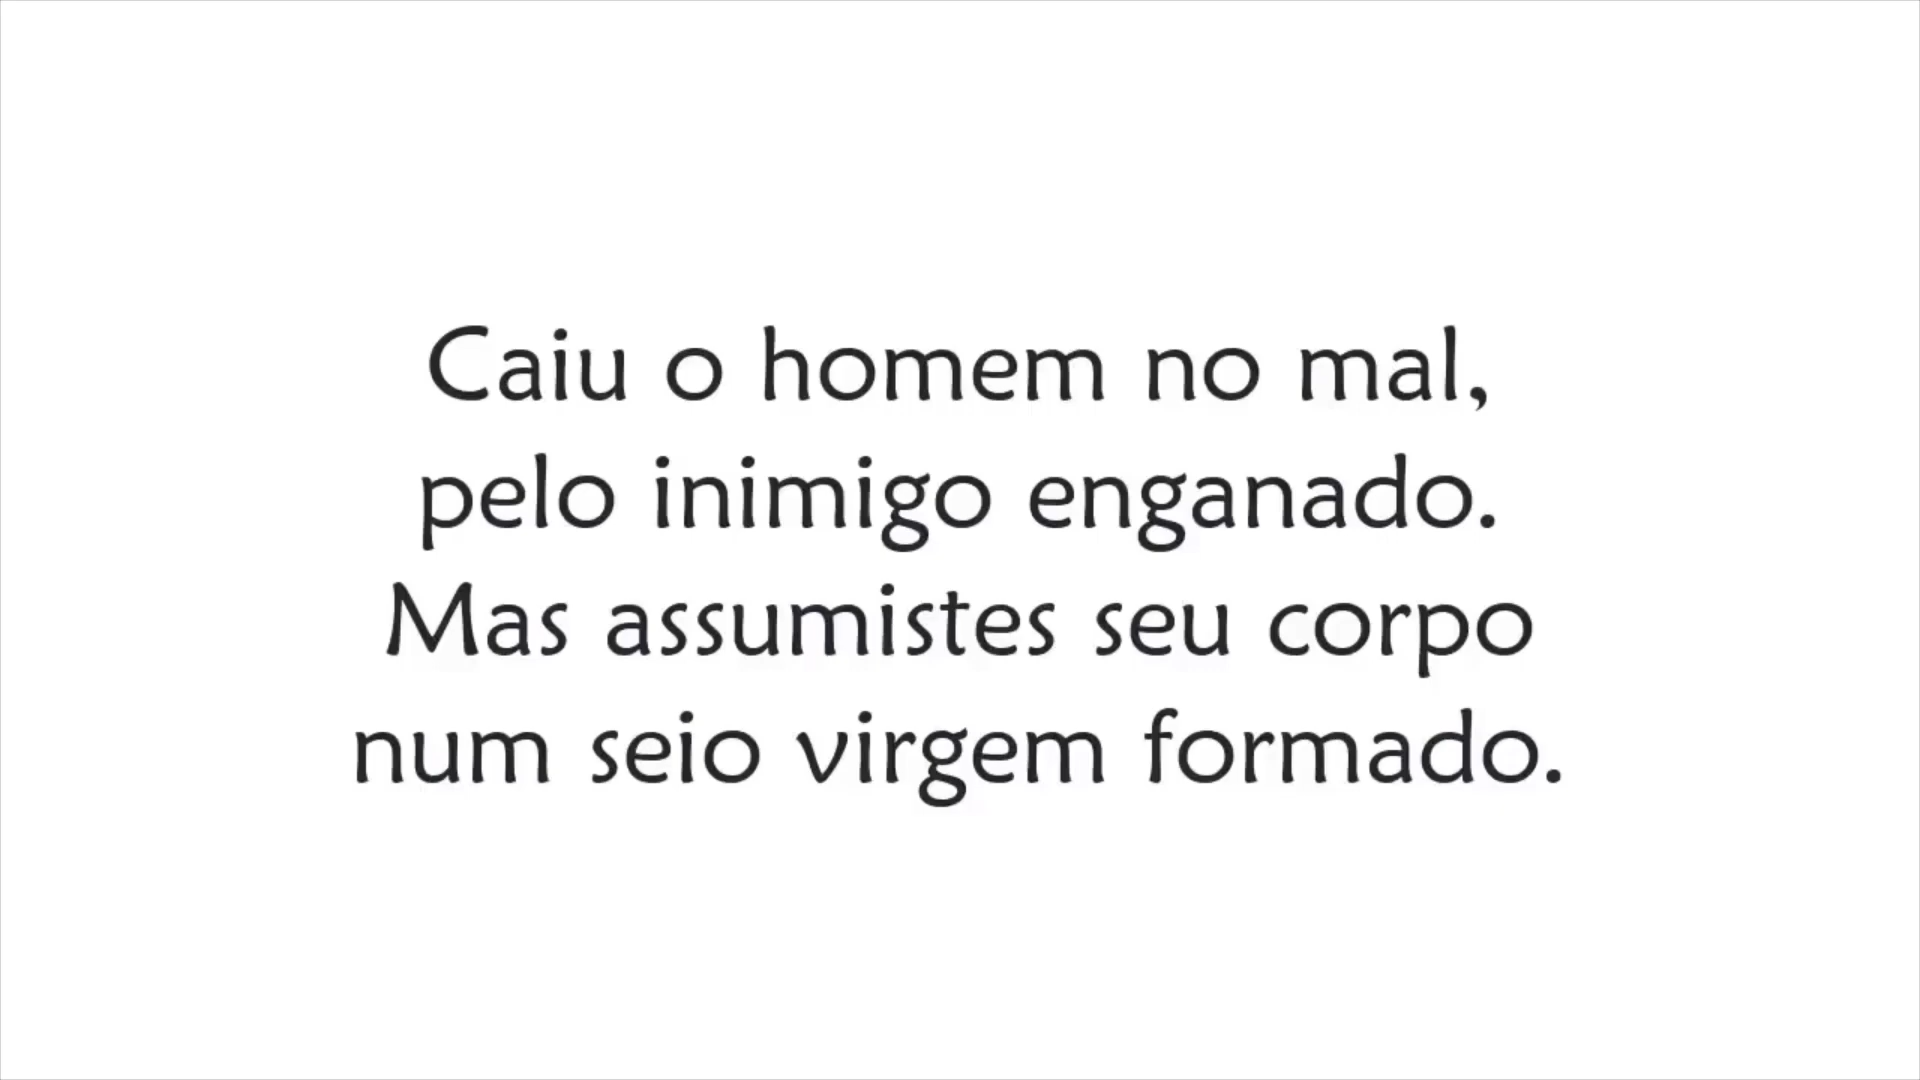 Caiu o homem no mal,
pelo inimigo enganado.
Mas assumistes seu corpo
num seio virgem formado.